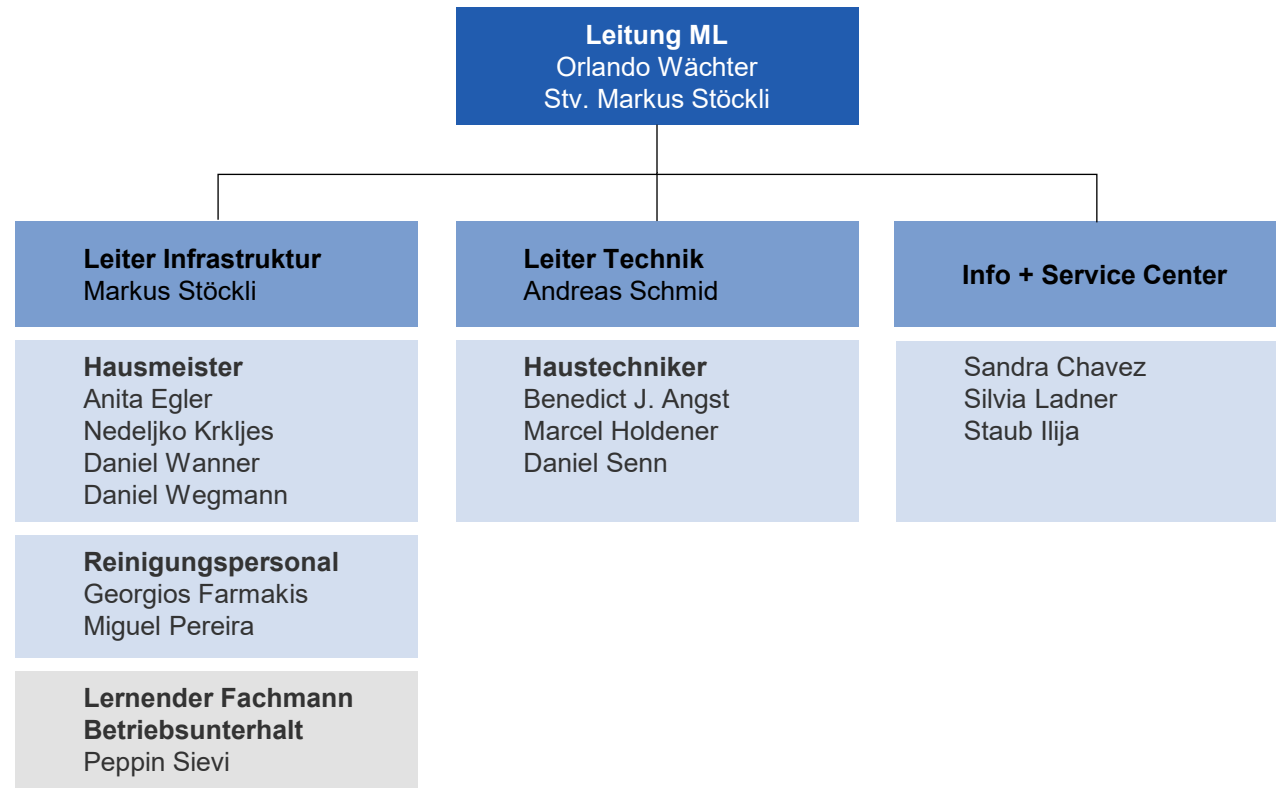 Leitung ML
Orlando Wächter
Stv. Markus Stöckli
Leiter Infrastruktur
Markus Stöckli
Hausmeister
Anita Egler
Nedeljko Krkljes
Daniel Wanner
Daniel Wegmann
Reinigungspersonal
Georgios Farmakis
Miguel Pereira
Lernender Fachmann
Betriebsunterhalt
Peppin Sievi
Leiter Technik
Andreas Schmid
Haustechniker
Benedict J. Angst
Marcel Holdener
Daniel Senn
Info + Service Center
Sandra Chavez
Silvia Ladner
Staub Ilija